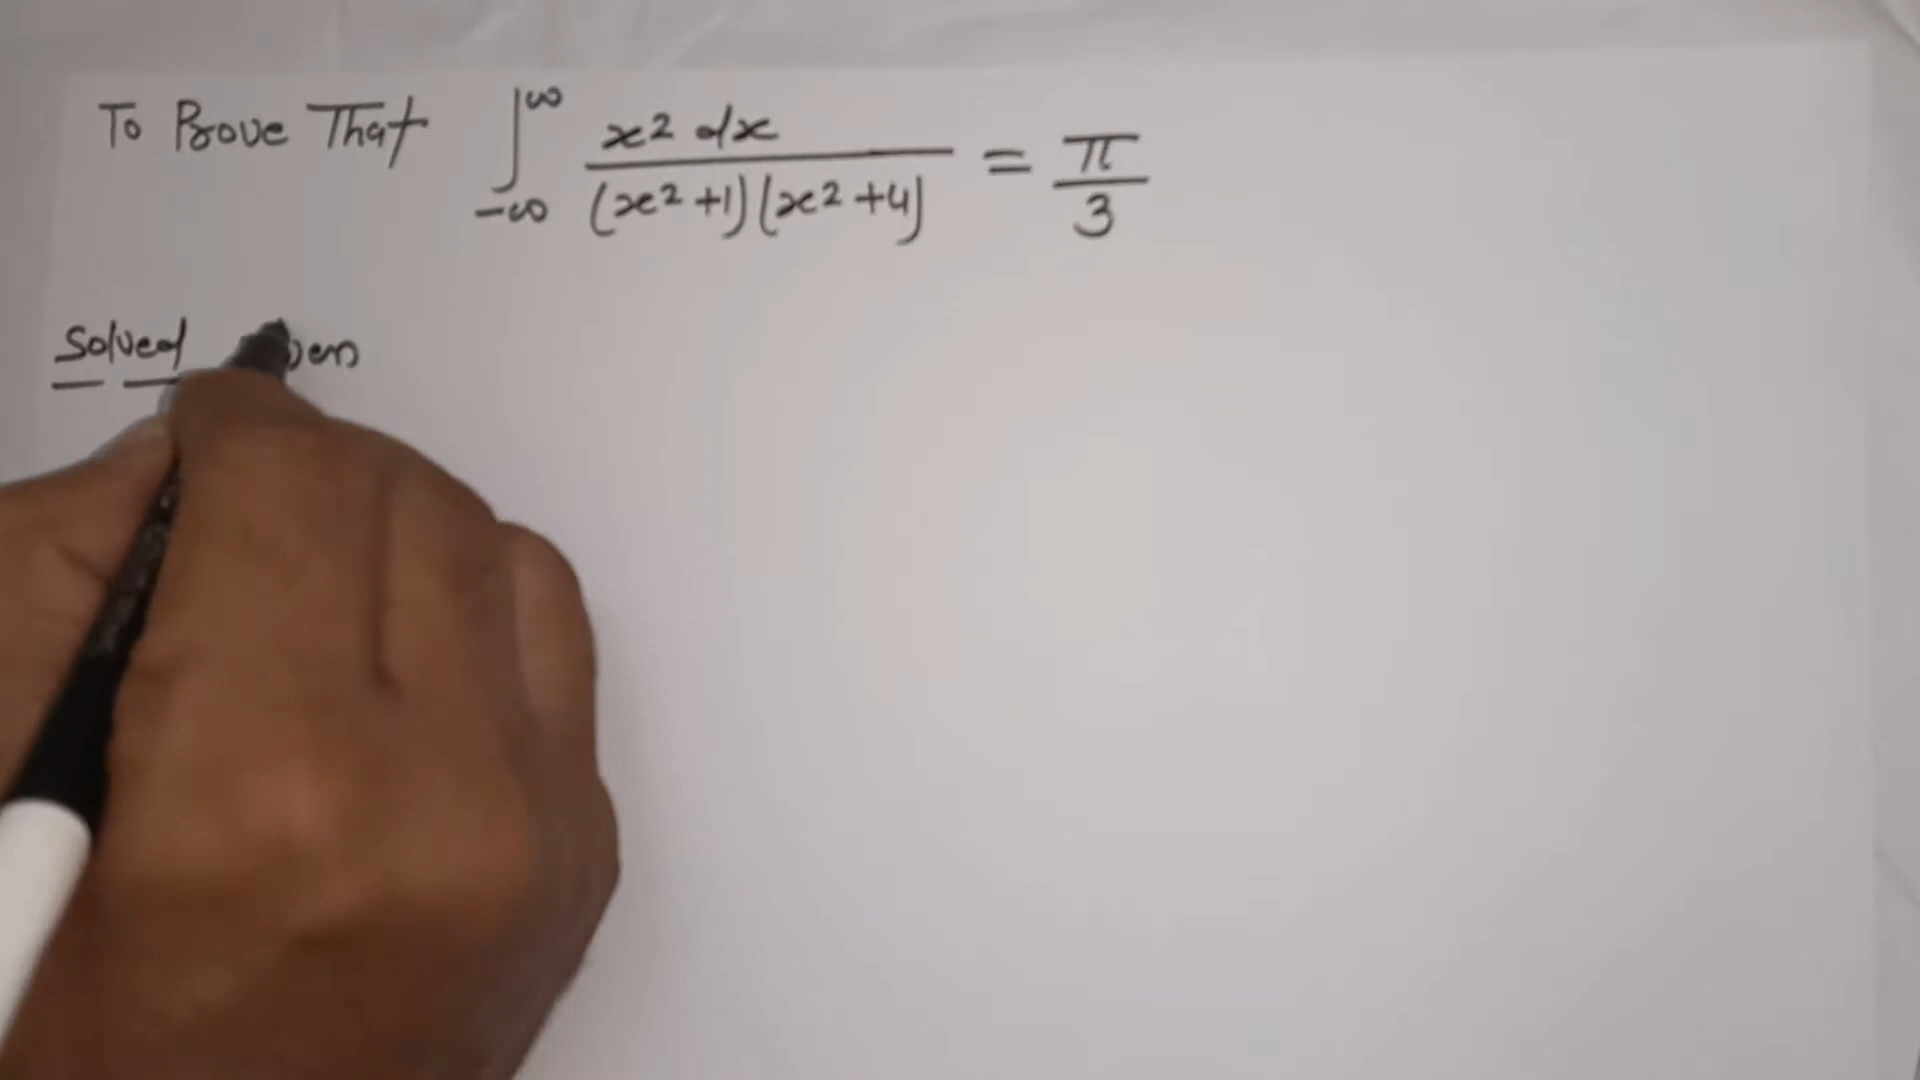 To Prove That ∫_{-∞}^{∞} x² dx / (x²+1)(x²+4) = π/3
Solved